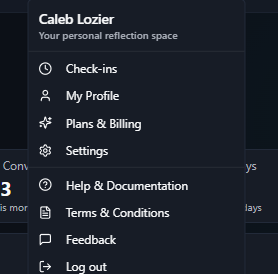 Caleb Lozier
Your personal reflection space
Check-ins
My Profile
Plans & Billing
Settings
Conv
ys
Help & Documentation
3
Terms & Conditions
is mor
lays
Feedback
Log out